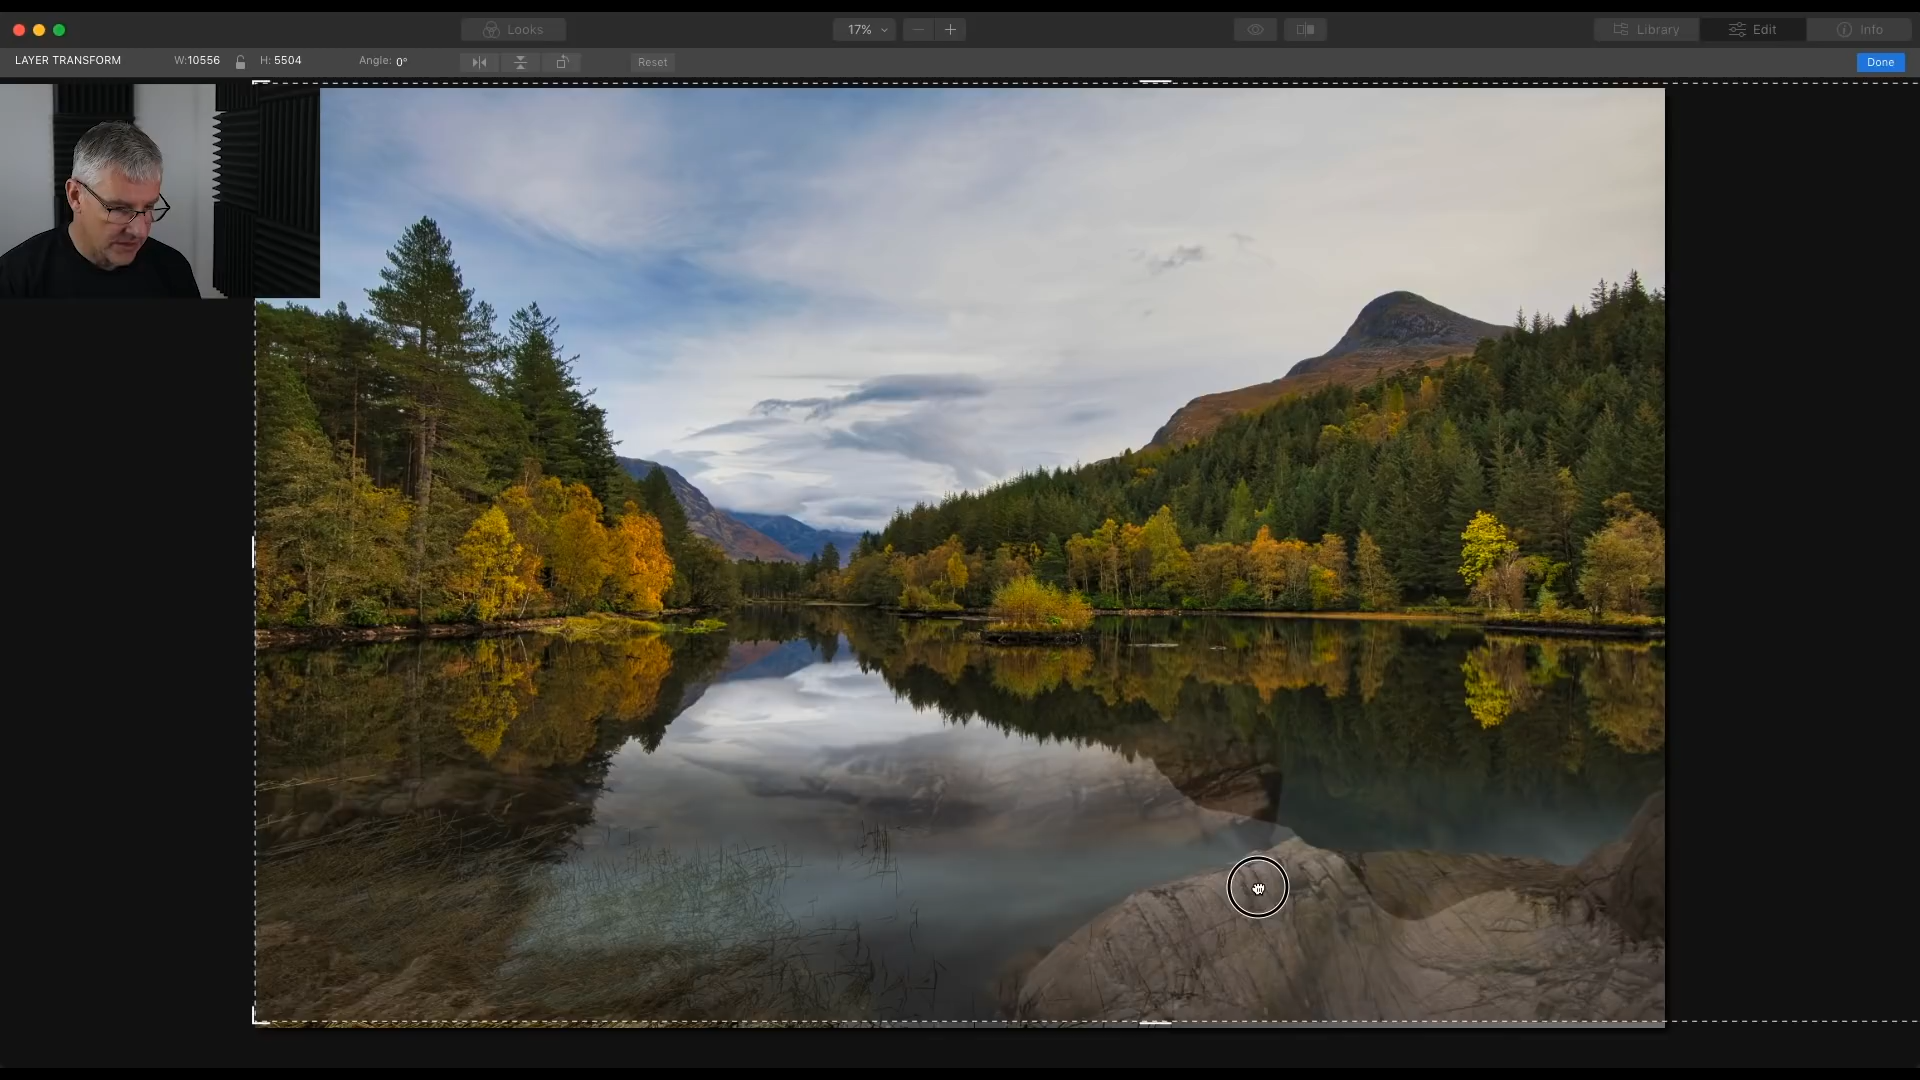 Looks
17%
Library
Edit
Info
LAYER TRANSFORM
W:10556
H: 5504
Angle: 0°
Reset
Done